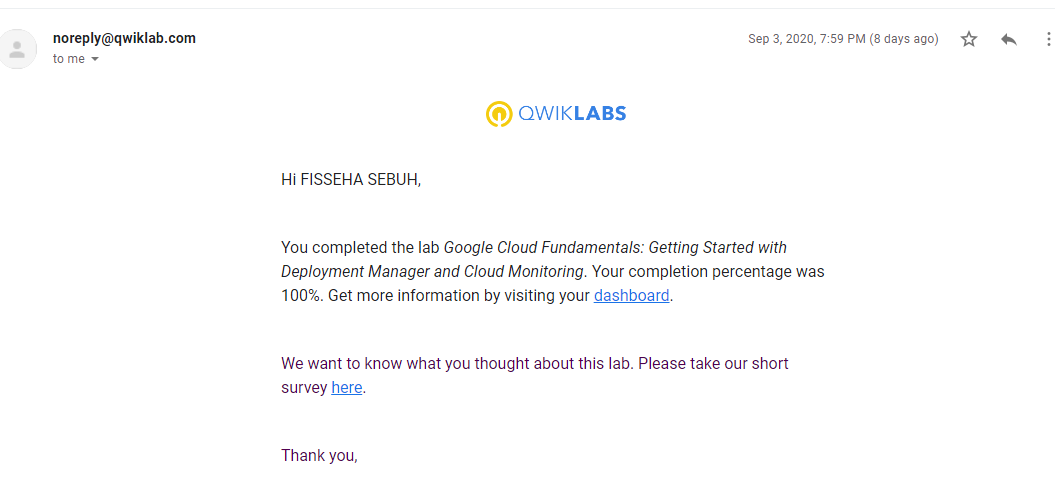 noreply@qwiklab.com
Sep 3, 2020, 7:59 PM (8 days ago)
to me
QWIKLABS
Hi FISSEHA SEBUH,
You completed the lab Google Cloud Fundamentals: Getting Started with
Deployment Manager and Cloud Monitoring. Your completion percentage was
100%. Get more information by visiting your dashboard.
We want to know what you thought about this lab. Please take our short
survey here.
Thank you,